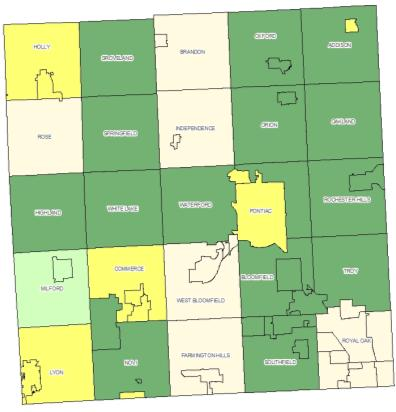 HOLLY
GROVELAND
BRANDON
OXFORD
ADDISON
ROSE
SPRINGFIELD
INDEPENDENCE
ORION
OAKLAND
HIGHLAND
WHITE LAKE
WATERFORD
PONTIAC
ROCHESTER HILLS
MILFORD
COMMERCE
WEST BLOOMFIELD
BLOOMFIELD
TROY
LYON
NOVI
FARMINGTON HILLS
SOUTHFIELD
ROYAL OAK